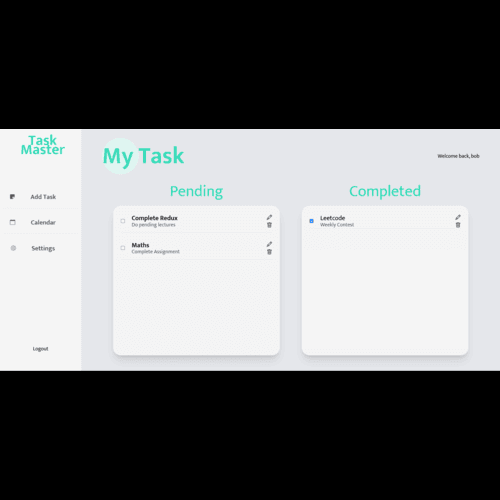 Task
Master
Add Task
Calendar
Settings
Logout
My Task
Welcome back, bob
Pending
Complete Redux
Do pending lectures
Maths
Complete Assignment
Completed
Leetcode
Weekly Contest